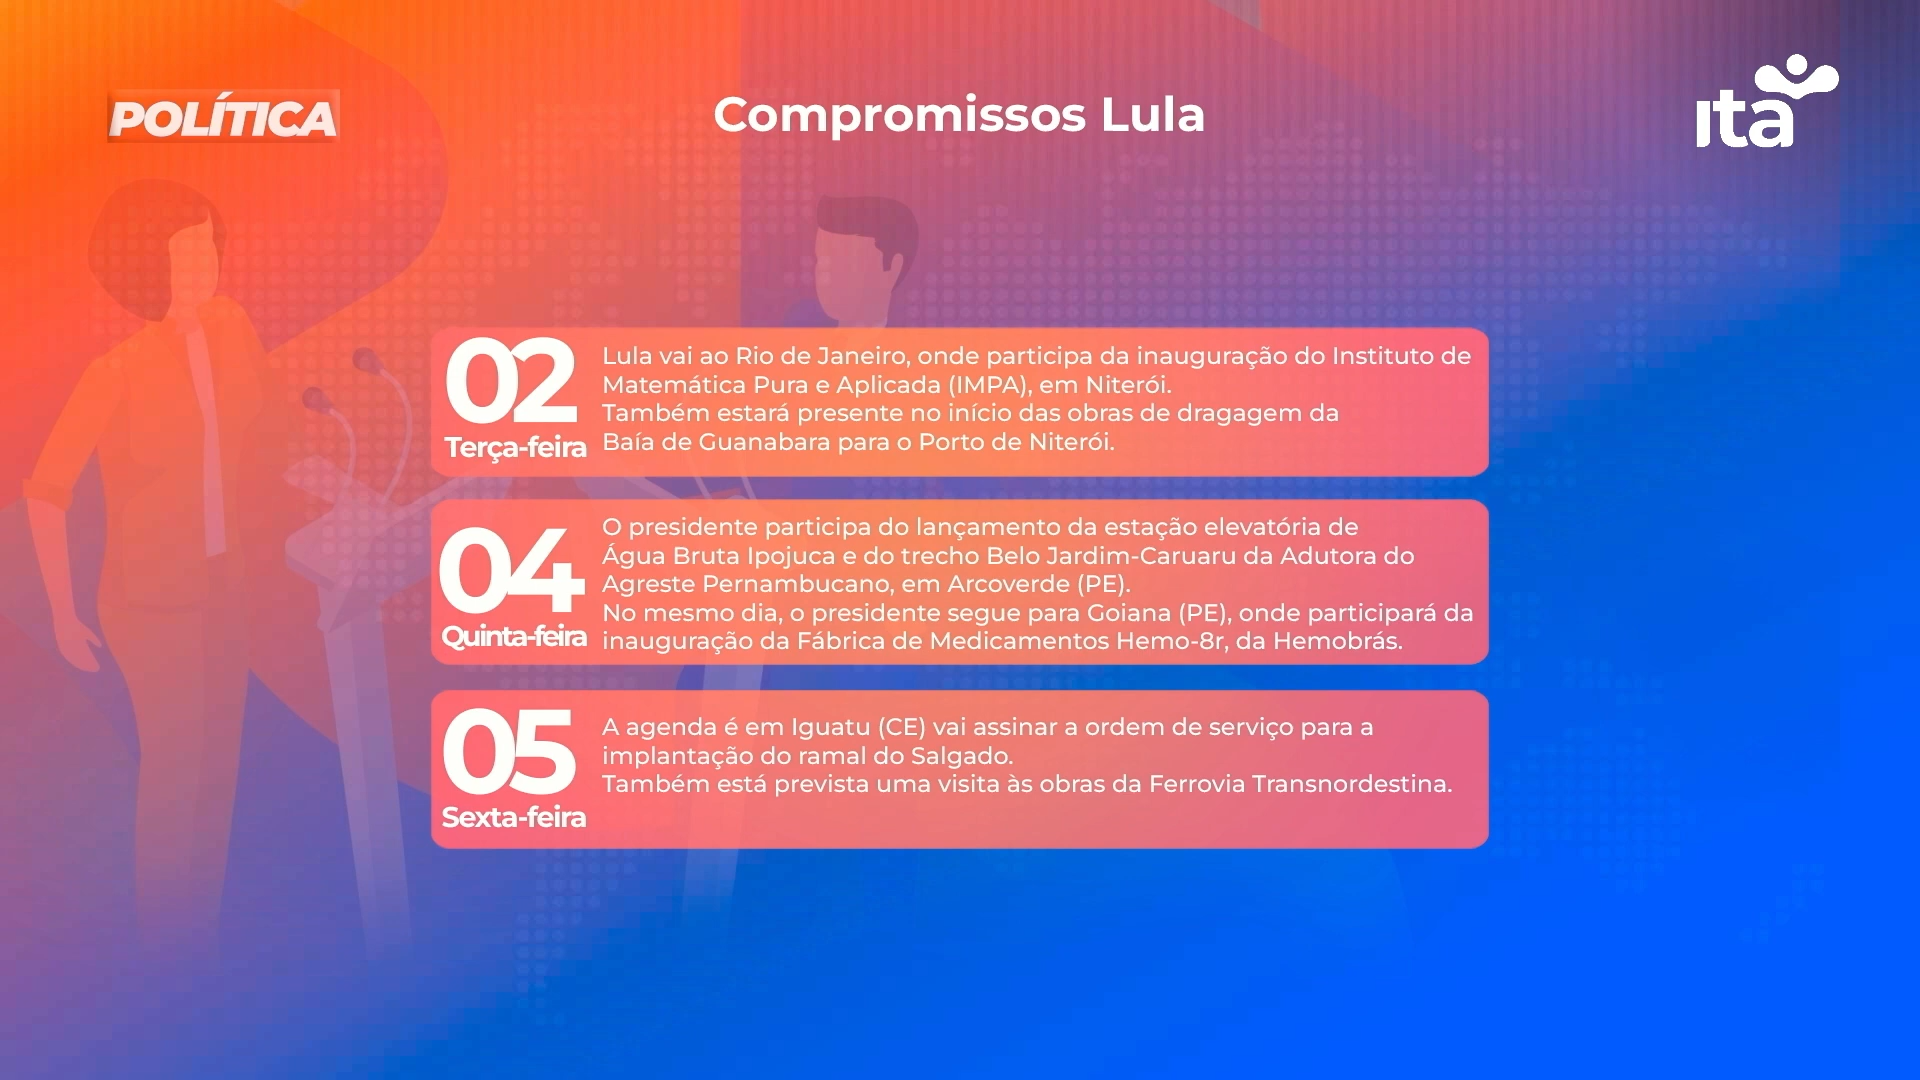 POLÍTICA
Compromissos Lula
ita
02
Terça-feira
Lula vai ao Rio de Janeiro, onde participa da inauguração do Instituto de
Matemática Pura e Aplicada (IMPA), em Niterói.
Também estará presente no início das obras de dragagem da
Baía de Guanabara para o Porto de Niterói.
04
Quinta-feira
O presidente participa do lançamento da estação elevatória de
Água Bruta Ipojuca e do trecho Belo Jardim-Caruaru da Adutora do
Agreste Pernambucano, em Arcoverde (PE).
No mesmo dia, o presidente segue para Goiana (PE), onde participará da
inauguração da Fábrica de Medicamentos Hemo-8r, da Hemobrás.
05
Sexta-feira
A agenda é em Iguatu (CE) vai assinar a ordem de serviço para a
implantação do ramal do Salgado.
Também está prevista uma visita às obras da Ferrovia Transnordestina.